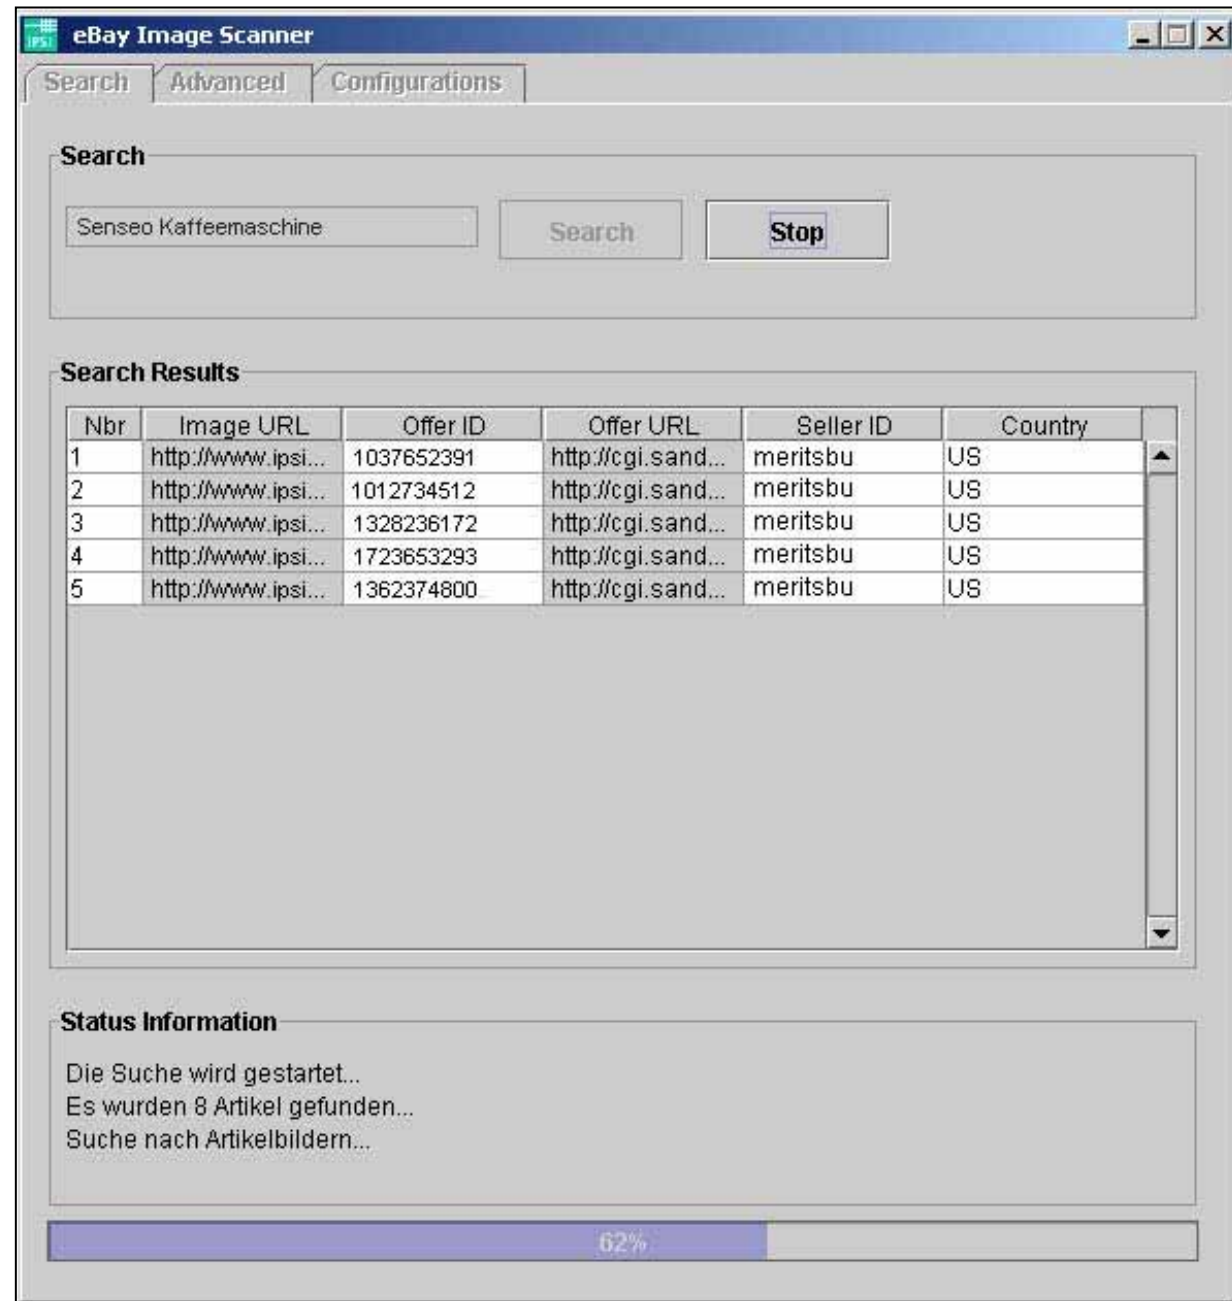 iPSI eBay Image Scanner
Search Advanced Configurations
Search
Senseo Kaffeemaschine Search Stop
Search Results
Nbr Image URL Offer ID Offer URL Seller ID Country
1 http://www.ipsi... 1037652391 http://cgi.sand... meritsbu US
2 http://www.ipsi... 1012734512 http://cgi.sand... meritsbu US
3 http://www.ipsi... 1328236172 http://cgi.sand... meritsbu US
4 http://www.ipsi... 1723653293 http://cgi.sand... meritsbu US
5 http://www.ipsi... 1362374800 http://cgi.sand... meritsbu US
Status Information
Die Suche wird gestartet...
Es wurden 8 Artikel gefunden...
Suche nach Artikelbildern...
62%